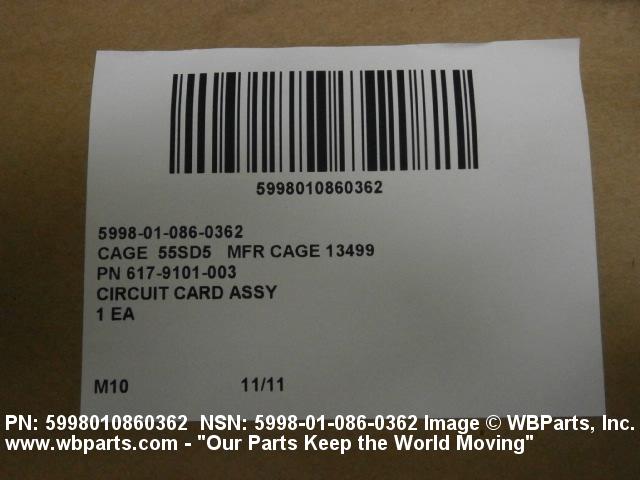 5998010860362
5998-01-086-0362
CAGE 55SD5 MFR CAGE 13499
PN 617-9101-003
CIRCUIT CARD ASSY
1 EA
M10 11/11
PN: 5998010860362 NSN: 5998-01-086-0362 Image © WBParts, Inc.
www.wbparts.com - "Our Parts Keep the World Moving"